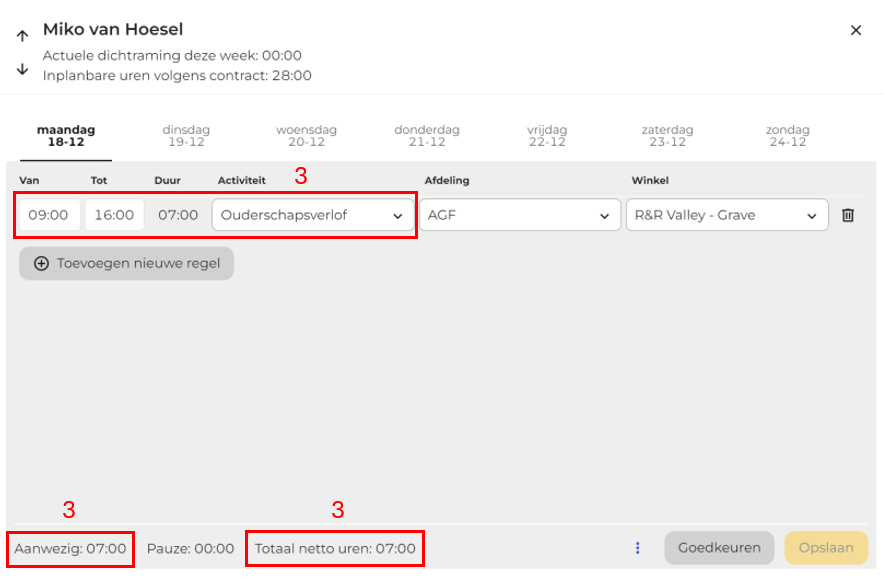 Miko van Hoesel
Actuele dichtraming deze week: 00:00
Inplanbare uren volgens contract: 28:00
maandag dinsdag woensdag donderdag vrijdag zaterdag zondag
18-12 19-12 20-12 21-12 22-12 23-12 24-12
3
Van Tot Duur Activiteit Afdeling Winkel
09:00 16:00 07:00 Ouderschapsverlof AGF R&R Valley - Grave
Toevoegen nieuwe regel
3 3
Aanwezig: 07:00 Pauze: 00:00 Totaal netto uren: 07:00 Goedkeuren Opslaan